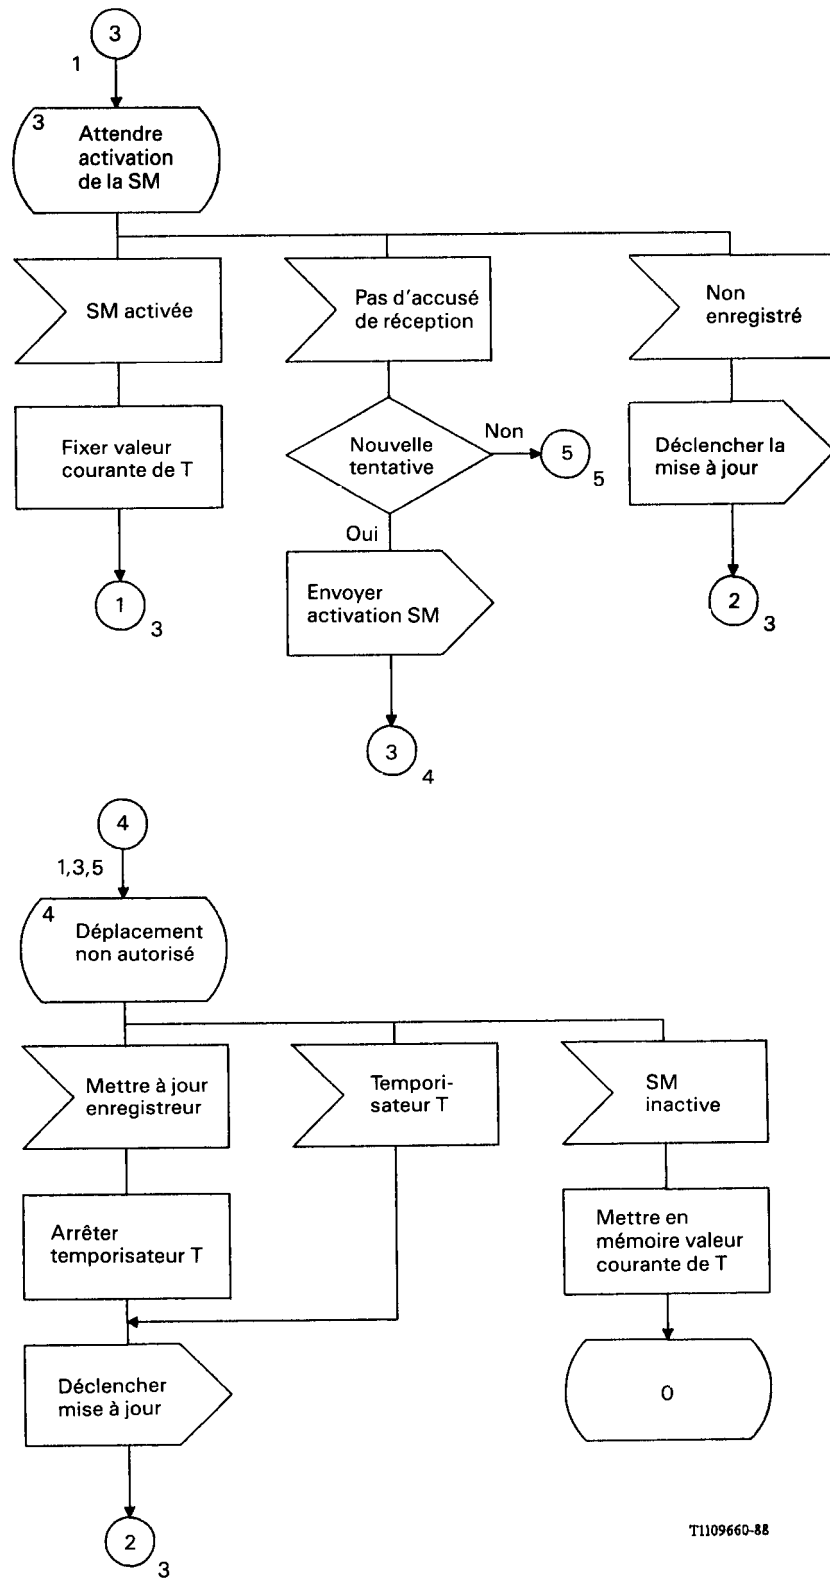 3
1
3
Attendre
activation
de la SM
SM activée
Pas d'accusé
de réception
Non
enregistré
Fixer valeur
courante de T
Nouvelle
tentative
Non
5
5
Déclencher la
mise à jour
Oui
1
3
Envoyer
activation SM
2
3
3
4
4
1,3,5
4
Déplacement
non autorisé
Mettre à jour
enregistreur
Tempori-
sateur T
SM
inactive
Arrêter
temporisateur T
Mettre en
mémoire valeur
courante de T
Déclencher
mise à jour
0
2
3
T1109660-88